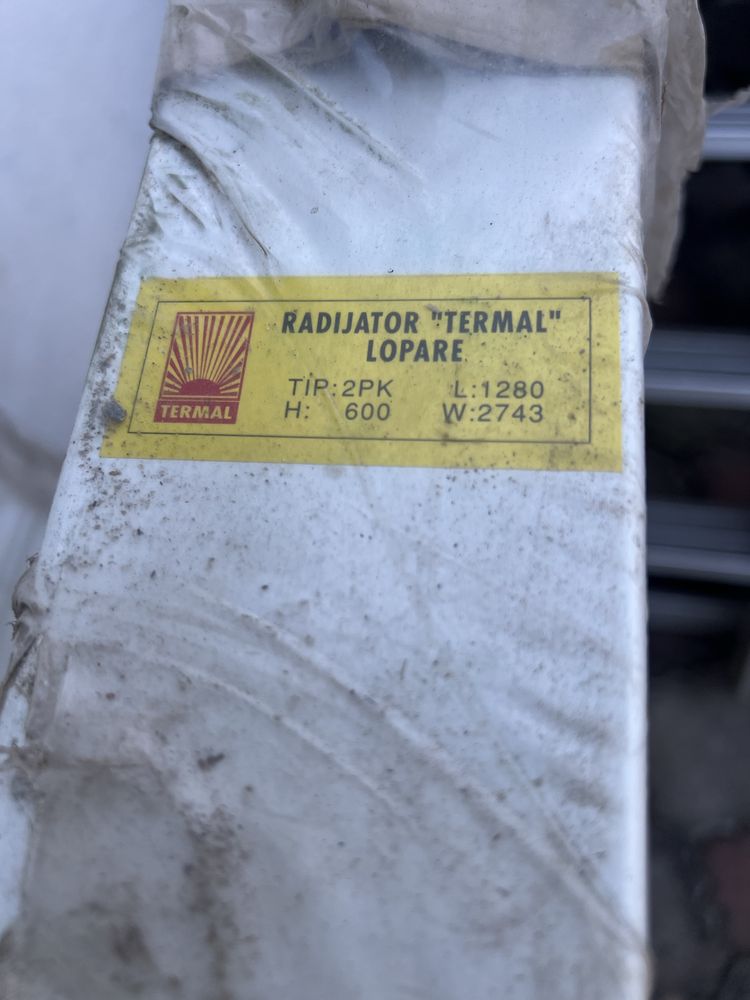 RADIJATOR "TERMAL"
LOPARE
TERMAL
TIP:2PK L:1280
H: 600 W:2743